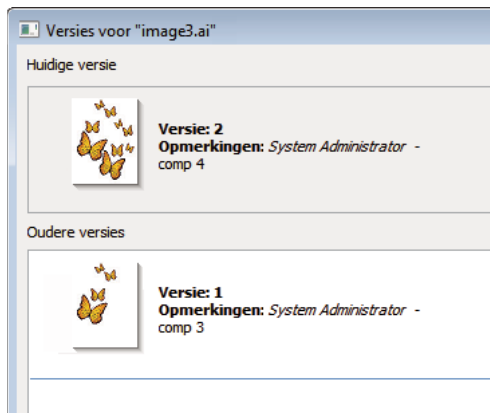 Versies voor "image3.ai"
Huidige versie
Versie: 2
Opmerkingen: System Administrator -
comp 4
Oudere versies
Versie: 1
Opmerkingen: System Administrator -
comp 3